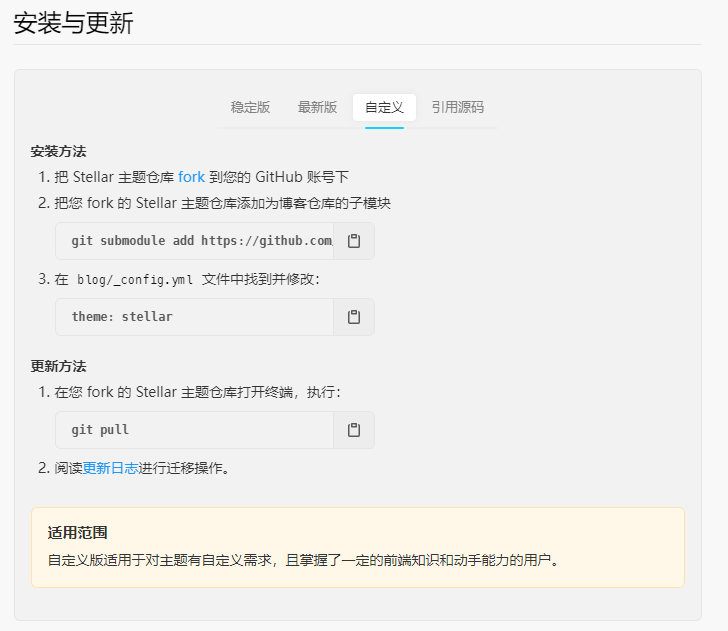 安装与更新
稳定版 最新版 自定义 引用源码
安装方法
1. 把 Stellar 主题仓库 fork 到您的 GitHub 账号下
2. 把您 fork 的 Stellar 主题仓库添加为博客仓库的子模块
git submodule add https://github.com
3. 在 blog/_config.yml 文件中找到并修改:
theme: stellar
更新方法
1. 在您 fork 的 Stellar 主题仓库打开终端，执行:
git pull
2. 阅读更新日志进行迁移操作。
适用范围
自定义版适用于对主题有自定义需求，且掌握了一定的前端知识和动手能力的用户。